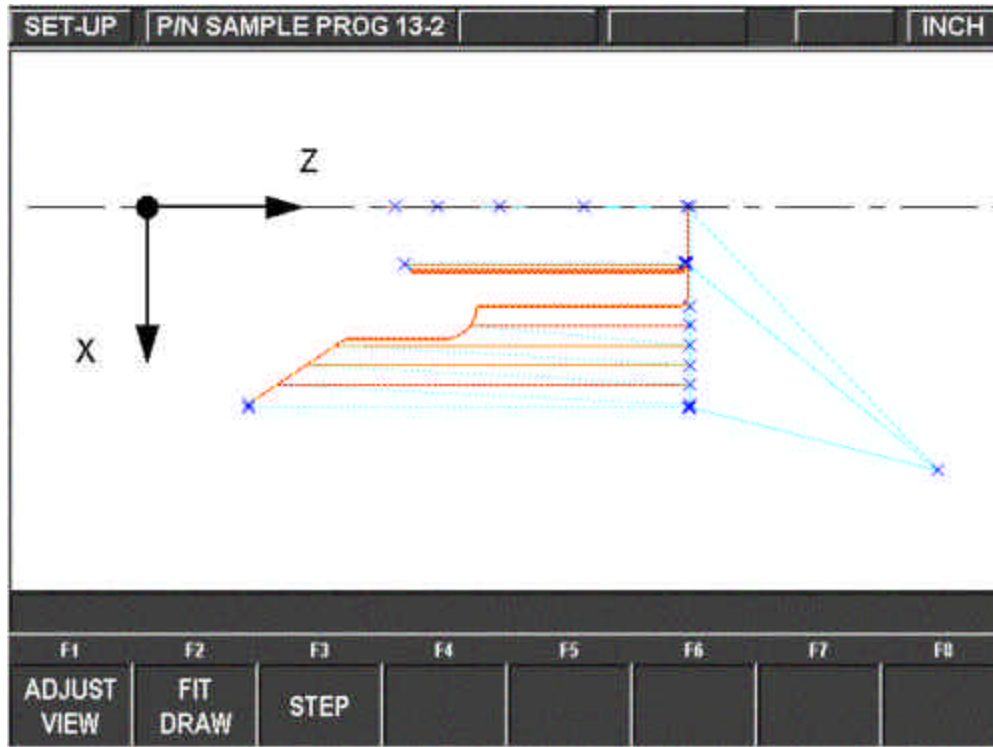 SET-UP P/N SAMPLE PROG 13-2 INCH
Z
X
F1 F2 F3 F4 F5 F6 F7 F8
ADJUST VIEW
FIT DRAW
STEP